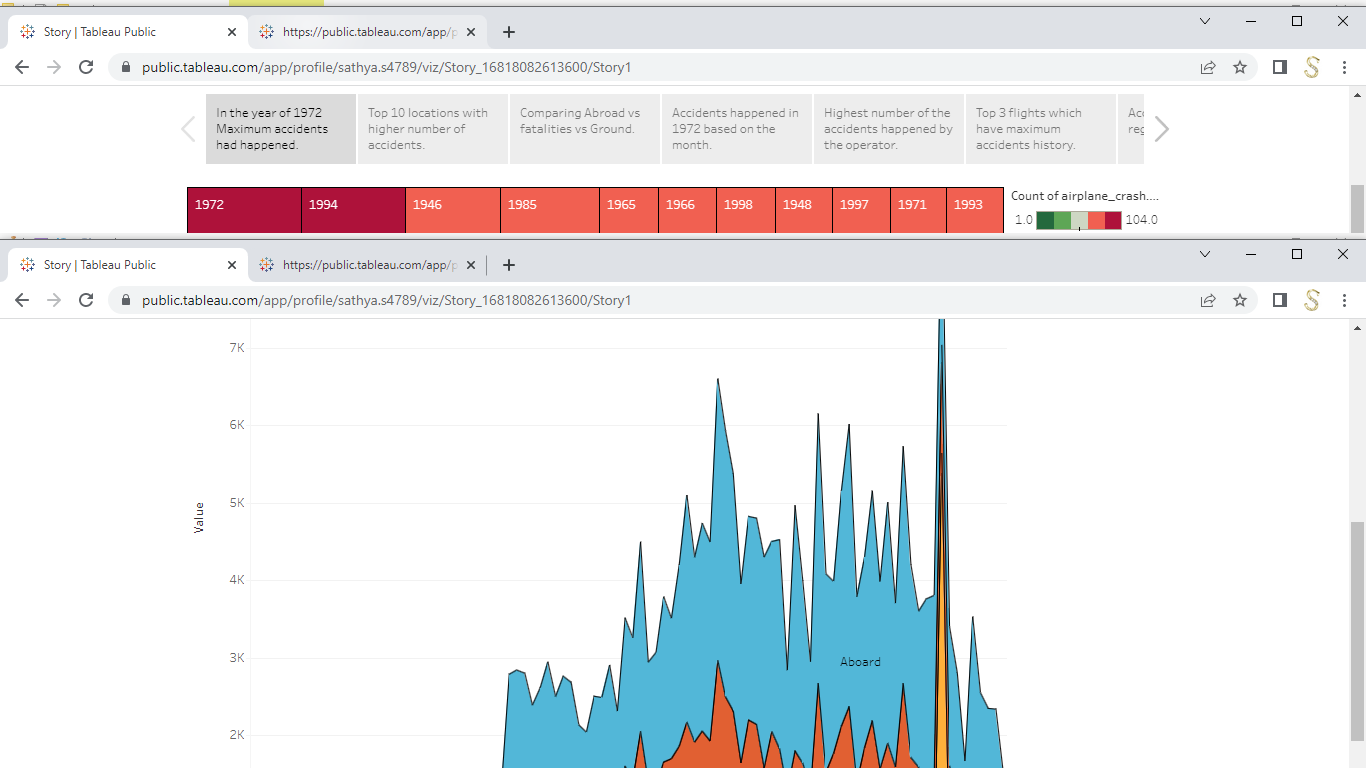 Story | Tableau Public
https://public.tableau.com/app/p
public.tableau.com/app/profile/sathya.s4789/viz/Story_16818082613600/Story1
In the year of 1972
Maximum accidents
had happened.
Top 10 locations with
higher number of
accidents.
Comparing Abroad vs
fatalities vs Ground.
Accidents happened in
1972 based on the
month.
Highest number of the
accidents happened by
the operator.
Top 3 flights which
have maximum
accidents history.
1972 1994 1946 1985 1965 1966 1998 1948 1997 1971 1993
Count of airplane_crash....
1.0 104.0
Story | Tableau Public
https://public.tableau.com/app/p
public.tableau.com/app/profile/sathya.s4789/viz/Story_16818082613600/Story1
7K
6K
5K
Value
4K
3K
Aboard
2K